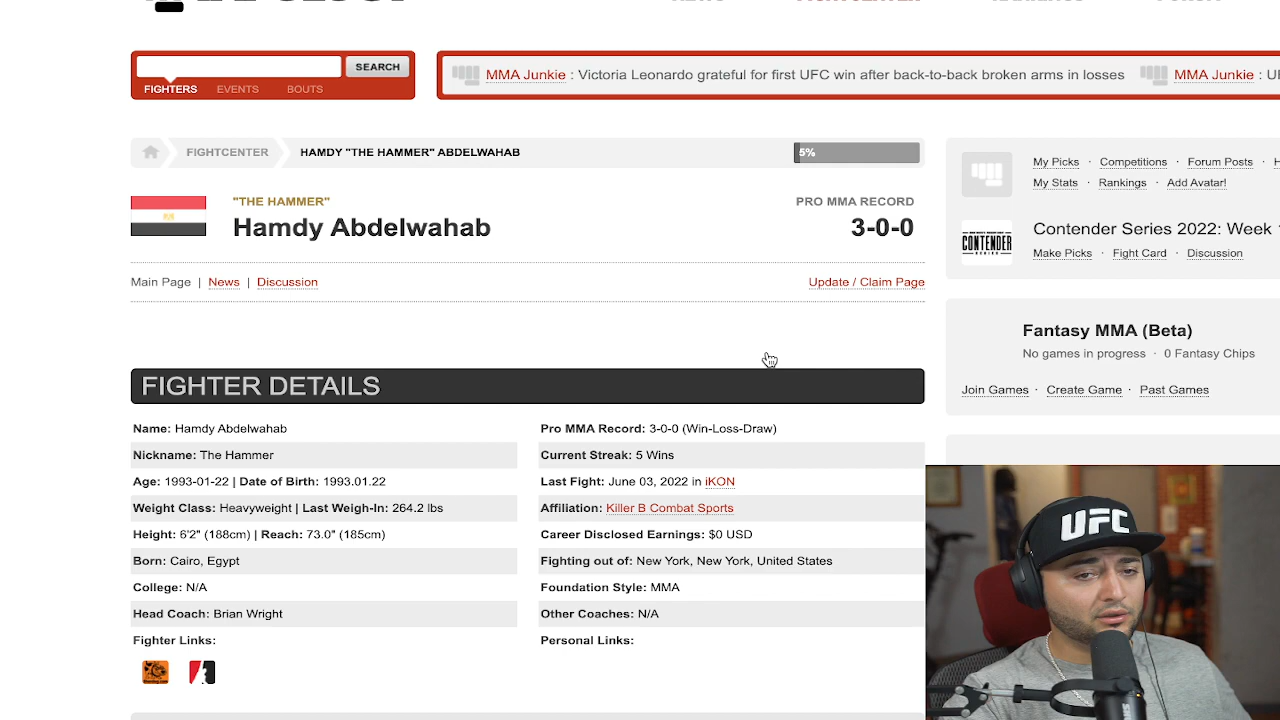 SEARCH
FIGHTERS EVENTS BOUTS
MMA Junkie : Victoria Leonardo grateful for first UFC win after back-to-back broken arms in losses MMA Junkie
FIGHTCENTER HAMDY "THE HAMMER" ABDELWAHAB 5%
"THE HAMMER"
Hamdy Abdelwahab
PRO MMA RECORD
3-0-0
Main Page | News | Discussion Update / Claim Page
FIGHTER DETAILS
Name: Hamdy Abdelwahab
Nickname: The Hammer
Age: 1993-01-22 | Date of Birth: 1993.01.22
Weight Class: Heavyweight | Last Weigh-In: 264.2 lbs
Height: 6'2" (188cm) | Reach: 73.0" (185cm)
Born: Cairo, Egypt
College: N/A
Head Coach: Brian Wright
Fighter Links:
Pro MMA Record: 3-0-0 (Win-Loss-Draw)
Current Streak: 5 Wins
Last Fight: June 03, 2022 in iKON
Affiliation: Killer B Combat Sports
Career Disclosed Earnings: $0 USD
Fighting out of: New York, New York, United States
Foundation Style: MMA
Other Coaches: N/A
Personal Links:
My Picks · Competitions · Forum Posts ·
My Stats · Rankings · Add Avatar!
CONTENDER
SERIES
Contender Series 2022: Week
Make Picks · Fight Card · Discussion
Fantasy MMA (Beta)
No games in progress · 0 Fantasy Chips
Join Games · Create Game · Past Games
UFC